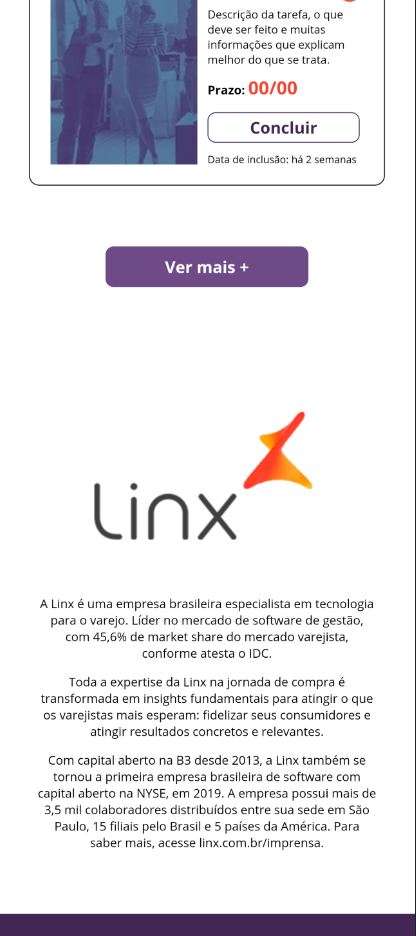 Descrição da tarefa, o que
deve ser feito e muitas
informações que explicam
melhor do que se trata.
Prazo: 00/00
Concluir
Data de inclusão: há 2 semanas
Ver mais +
Linx
A Linx é uma empresa brasileira especialista em tecnologia
para o varejo. Líder no mercado de software de gestão,
com 45,6% de market share do mercado varejista,
conforme atesta o IDC.
Toda a expertise da Linx na jornada de compra é
transformada em insights fundamentais para atingir o que
os varejistas mais esperam: fidelizar seus consumidores e
atingir resultados concretos e relevantes.
Com capital aberto na B3 desde 2013, a Linx também se
tornou a primeira empresa brasileira de software com
capital aberto na NYSE, em 2019. A empresa possui mais de
3,5 mil colaboradores distribuídos entre sua sede em São
Paulo, 15 filiais pelo Brasil e 5 países da América. Para
saber mais, acesse linx.com.br/imprensa.